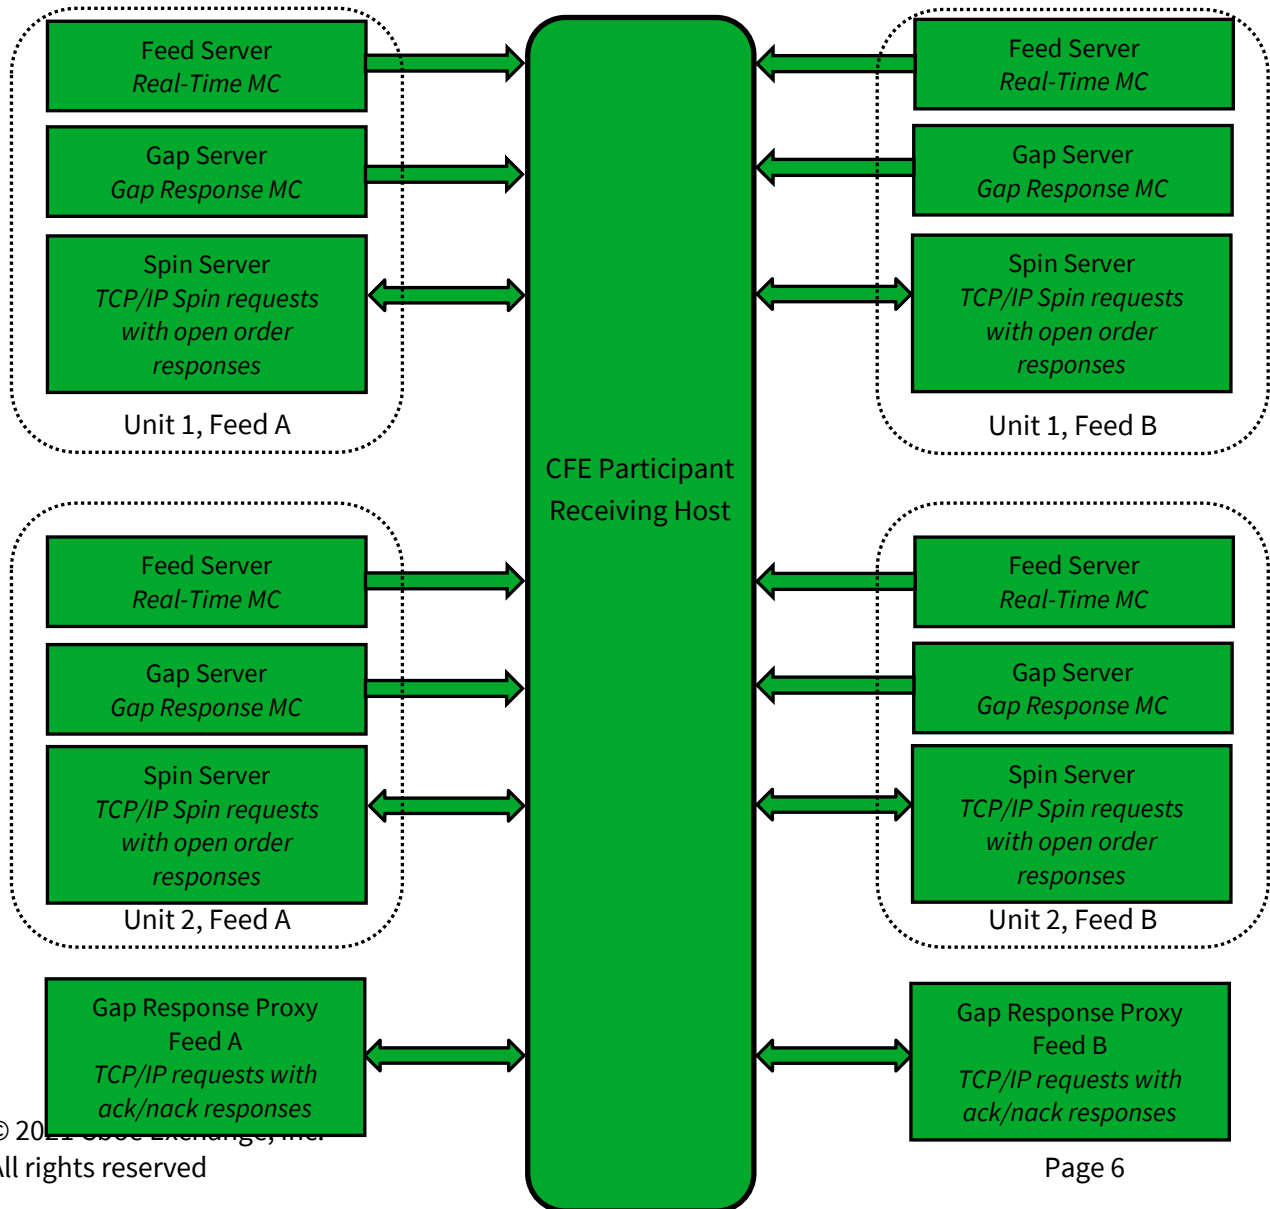 Feed Server
Real-Time MC
Gap Server
Gap Response MC
Spin Server
TCP/IP Spin requests
with open order
responses
Unit 1, Feed A
Feed Server
Real-Time MC
Gap Server
Gap Response MC
Spin Server
TCP/IP Spin requests
with open order
responses
Unit 1, Feed B
CFE Participant
Receiving Host
Feed Server
Real-Time MC
Gap Server
Gap Response MC
Spin Server
TCP/IP Spin requests
with open order
responses
Unit 2, Feed A
Feed Server
Real-Time MC
Gap Server
Gap Response MC
Spin Server
TCP/IP Spin requests
with open order
responses
Unit 2, Feed B
Gap Response Proxy
Feed A
TCP/IP requests with
ack/nack responses
Gap Response Proxy
Feed B
TCP/IP requests with
ack/nack responses
© 2021 Cboe Exchange, Inc.
All rights reserved
Page 6